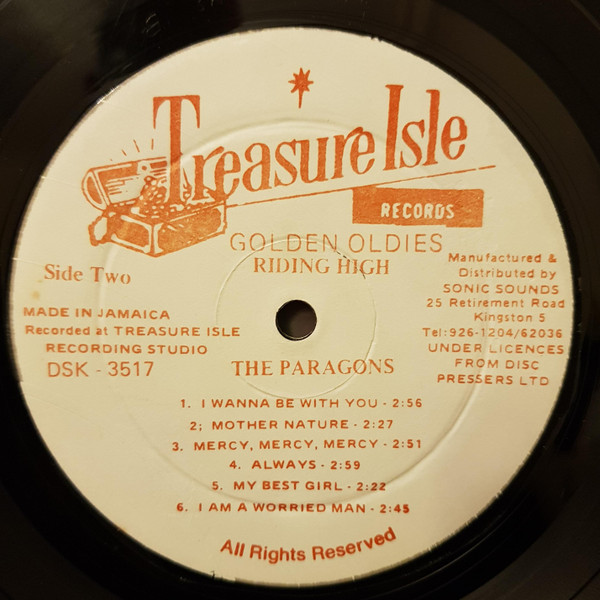 Treasure Isle
RECORDS
GOLDEN OLDIES
RIDING HIGH
Side Two
MADE IN JAMAICA
Recorded at TREASURE ISLE
RECORDING STUDIO
DSK - 3517
Manufactured &
Distributed by
SONIC SOUNDS
25 Retirement Road
Kingston 5
Tel:926-1204/62036
UNDER LICENCES
FROM DISC
PRESSERS LTD
THE PARAGONS
1. I WANNA BE WITH YOU - 2:56
2; MOTHER NATURE - 2:27
3. MERCY, MERCY, MERCY - 2:51
4. ALWAYS - 2:59
5. MY BEST GIRL - 2:22
6. I AM A WORRIED MAN - 2:45
All Rights Reserved